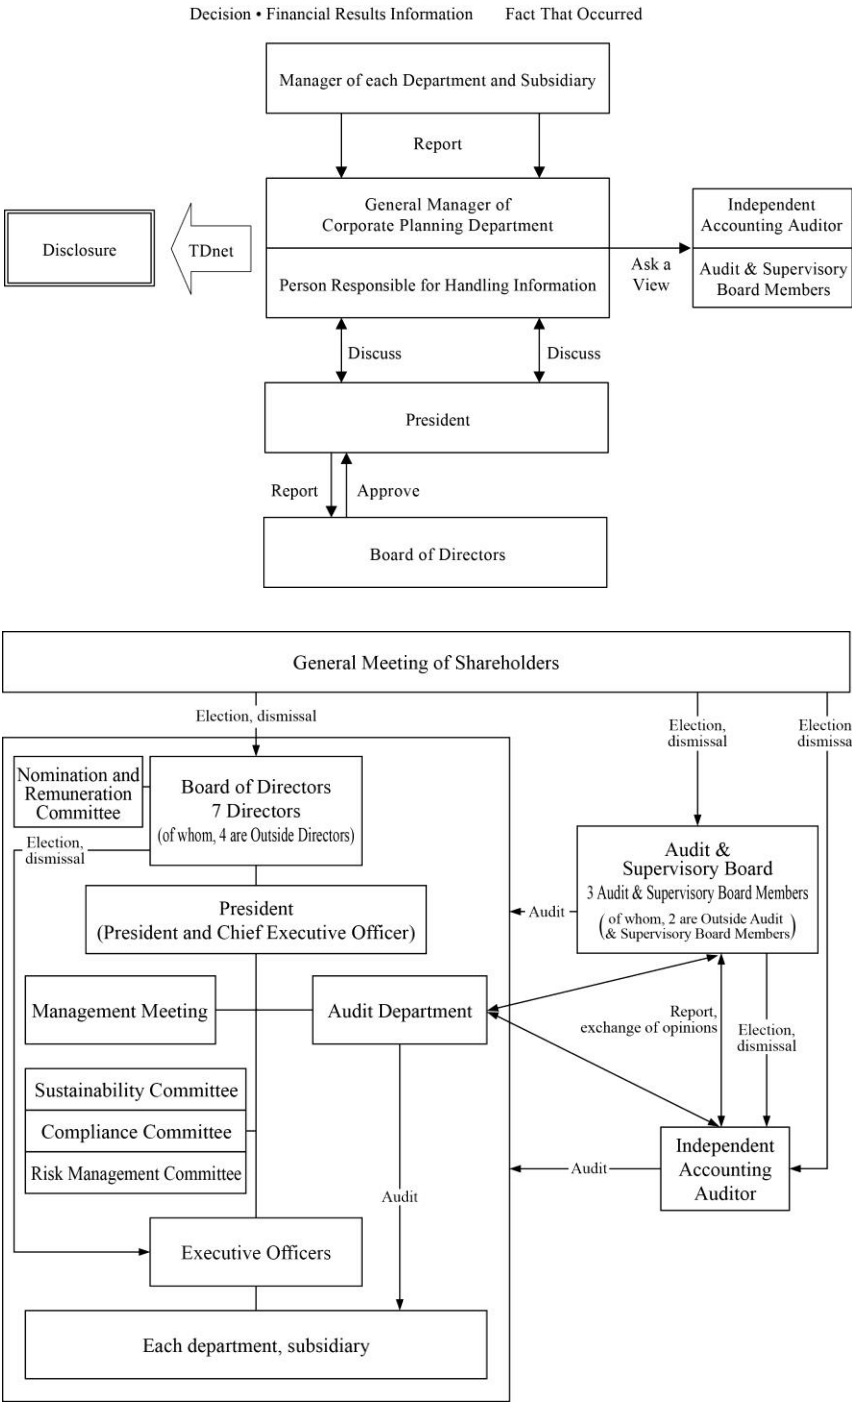 Decision • Financial Results Information Fact That Occurred
Manager of each Department and Subsidiary
Report
General Manager of
Corporate Planning Department
Person Responsible for Handling Information
Disclosure
TDnet
Ask a
View
Independent
Accounting Auditor
Audit & Supervisory
Board Members
Discuss
Discuss
President
Report
Approve
Board of Directors
General Meeting of Shareholders
Election, dismissal
Election,
dismissal
Election
dismissa
Nomination and
Remuneration
Committee
Board of Directors
7 Directors
(of whom, 4 are Outside Directors)
Election,
dismissal
President
(President and Chief Executive Officer)
Audit &
Supervisory Board
3 Audit & Supervisory Board Members
(of whom, 2 are Outside Audit
& Supervisory Board Members)
Audit
Management Meeting
Audit Department
Report,
exchange of opinions
Election,
dismissal
Sustainability Committee
Compliance Committee
Risk Management Committee
Independent
Accounting
Auditor
Audit
Audit
Executive Officers
Each department, subsidiary